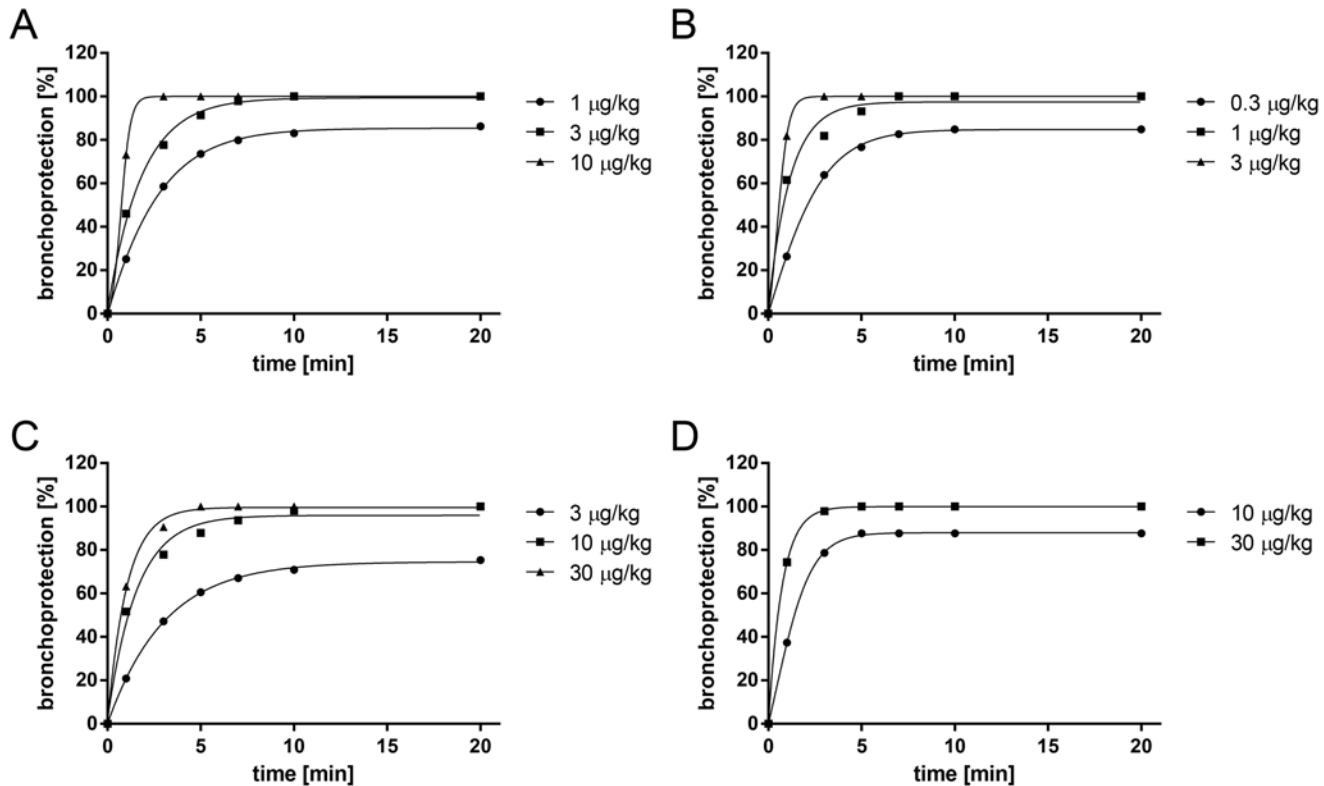 A
bronchoprotection [%]
120
100
80
60
40
20
0
0 5 10 15 20
time [min]
1 μg/kg
3 μg/kg
10 μg/kg
B
bronchoprotection [%]
120
100
80
60
40
20
0
0 5 10 15 20
time [min]
0.3 μg/kg
1 μg/kg
3 μg/kg
C
bronchoprotection [%]
120
100
80
60
40
20
0
0 5 10 15 20
time [min]
3 μg/kg
10 μg/kg
30 μg/kg
D
bronchoprotection [%]
120
100
80
60
40
20
0
0 5 10 15 20
time [min]
10 μg/kg
30 μg/kg